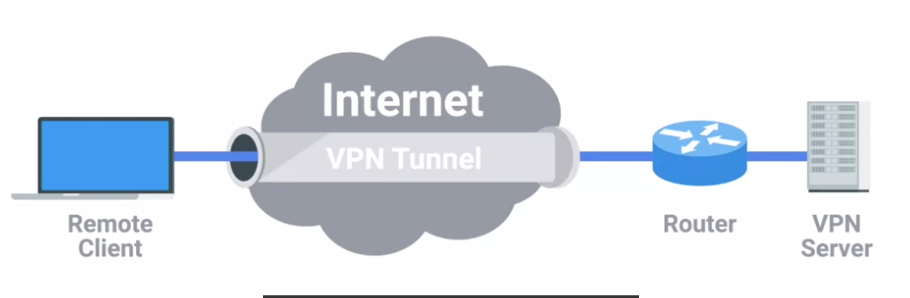 Internet
VPN Tunnel
Remote
Client
Router
VPN
Server